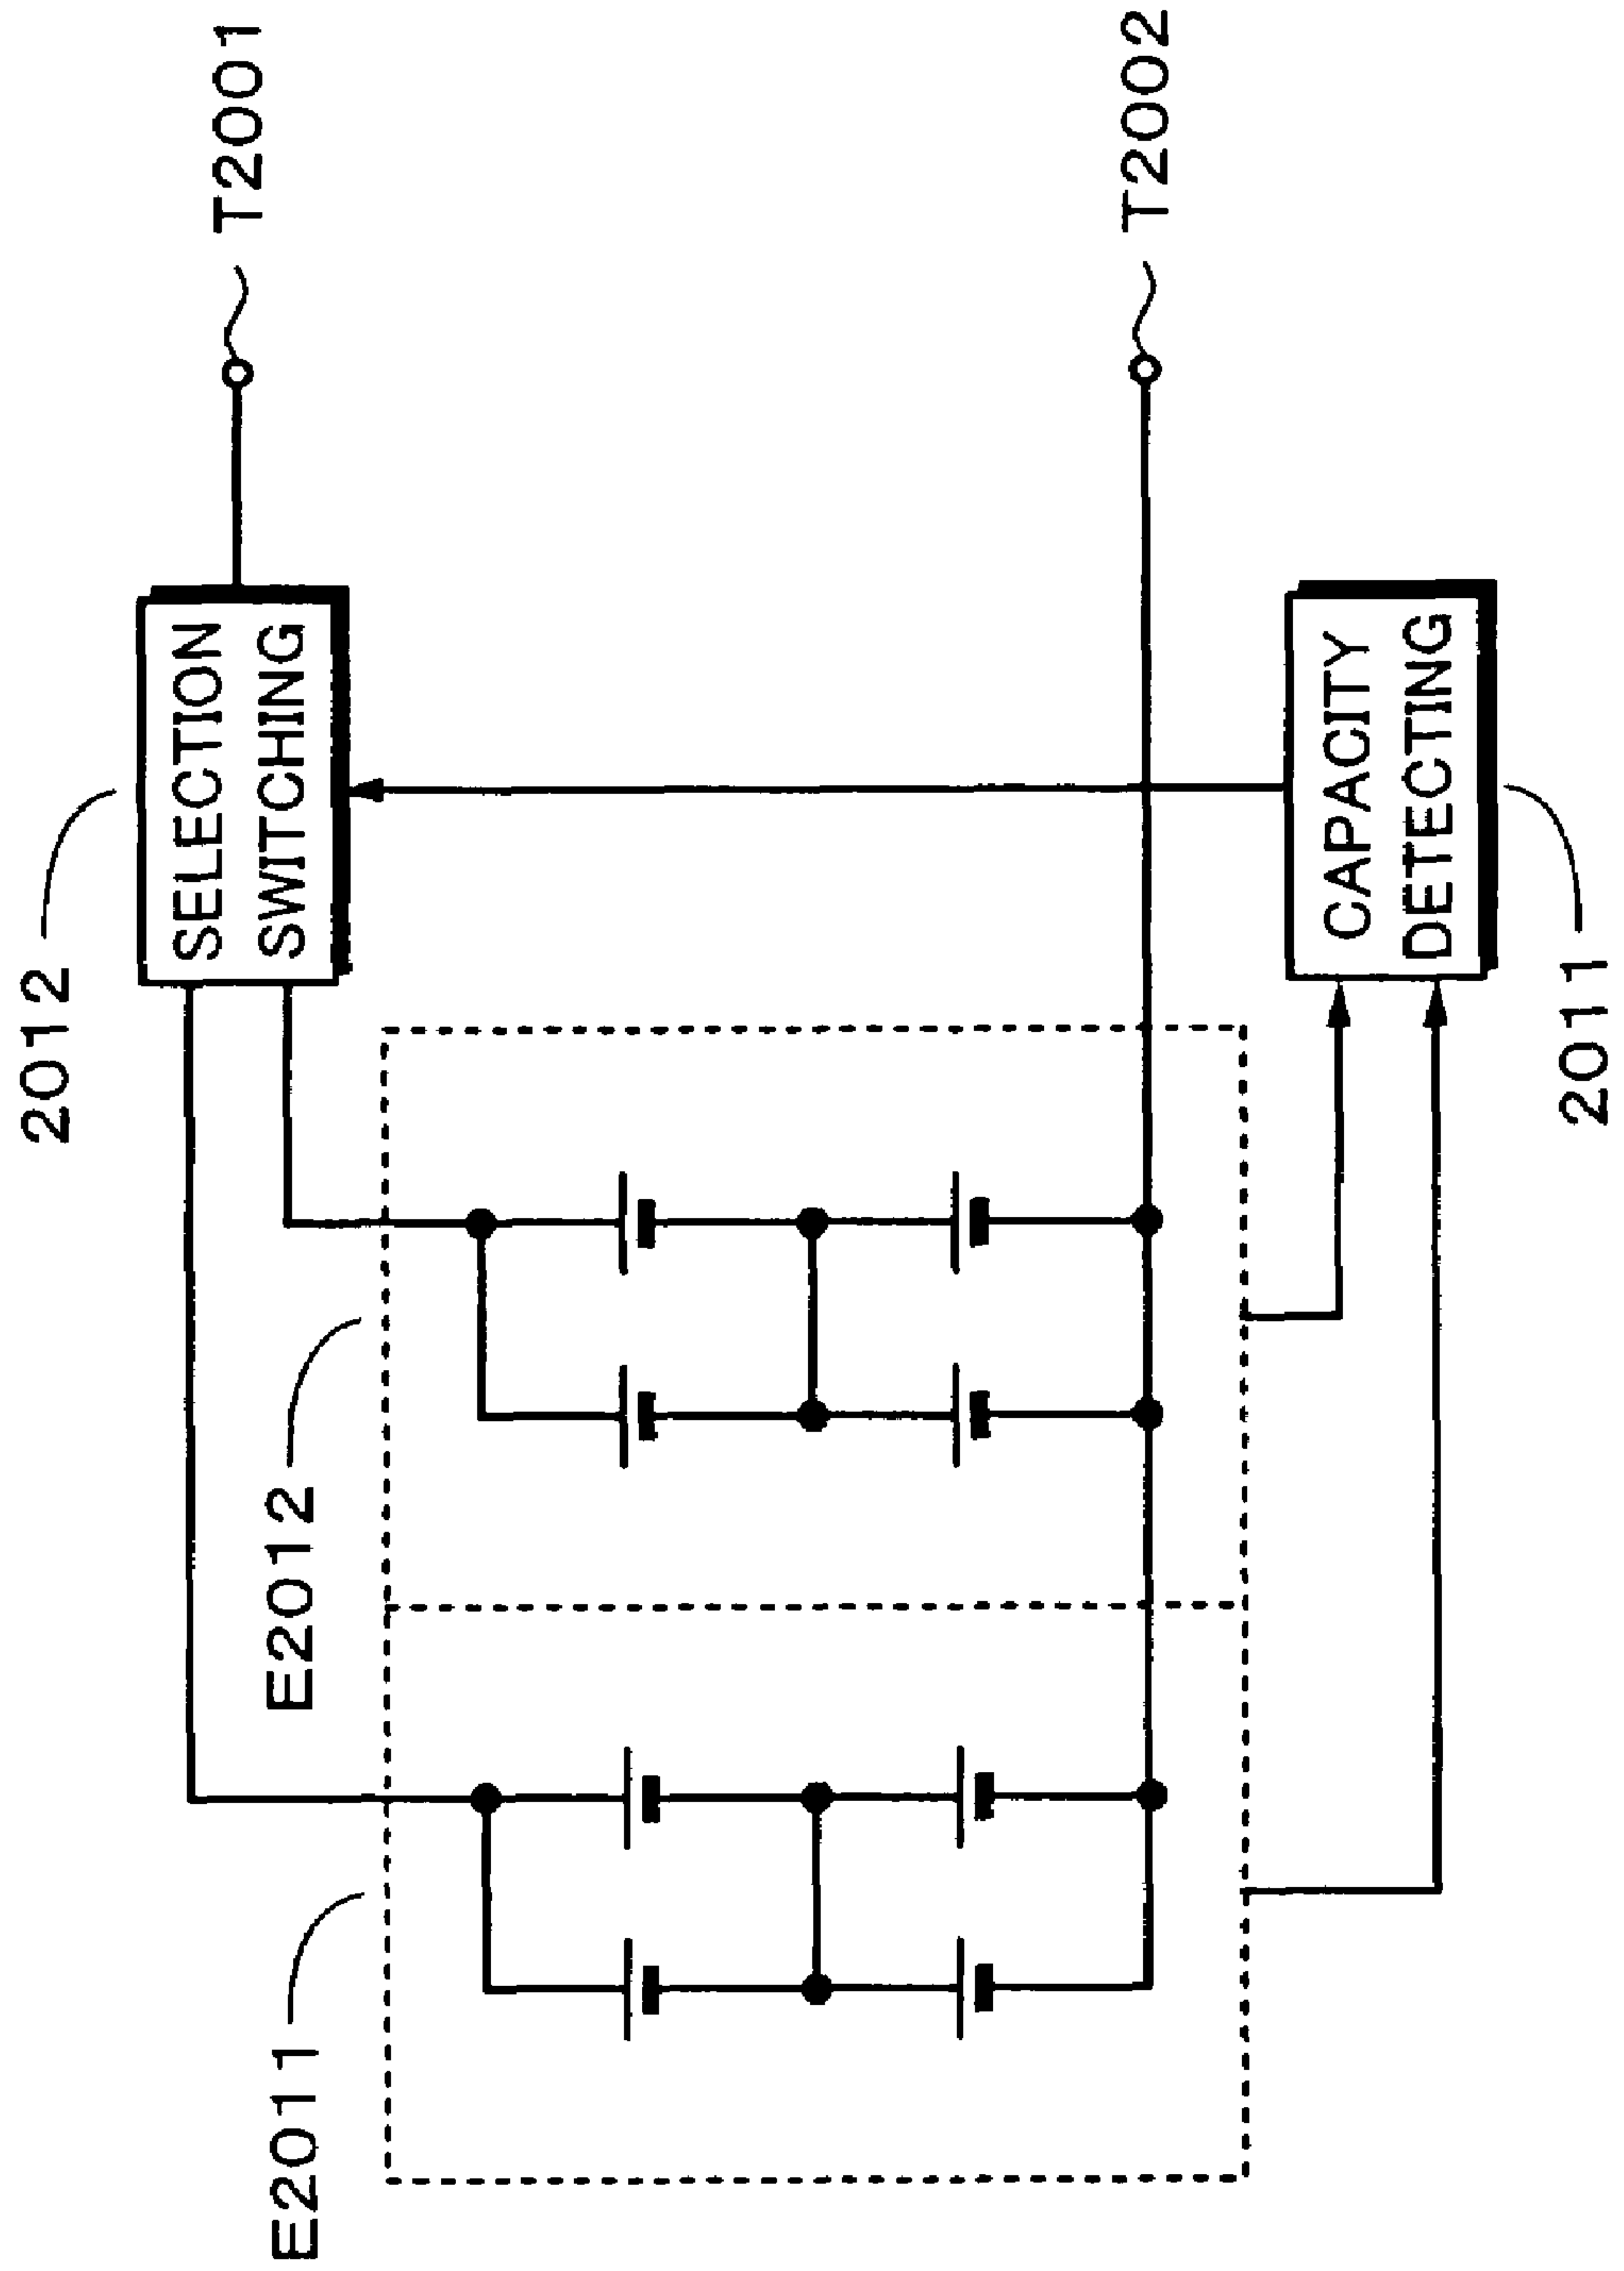 2012
SELECTION
SWITCHING
T2001
E2011
E2012
T2002
CAPACITY
DETECTING
2011